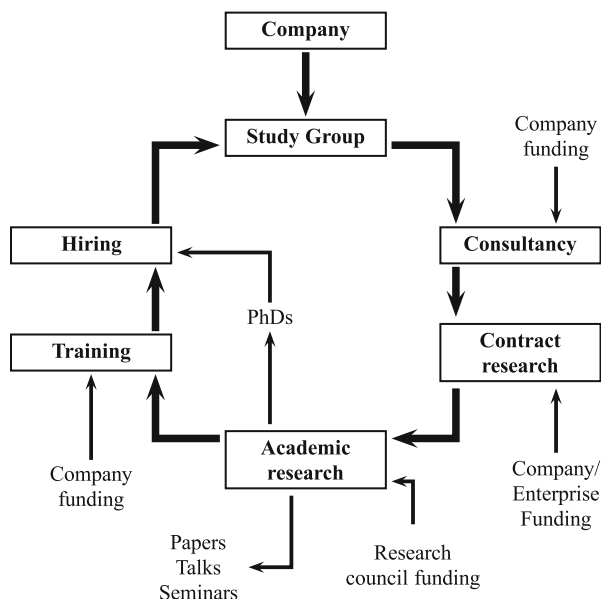 Company
Study Group
Company
funding
Hiring
Consultancy
PhDs
Training
Contract
research
Academic
research
Company
funding
Company/
Enterprise
Funding
Papers
Talks
Seminars
Research
council funding